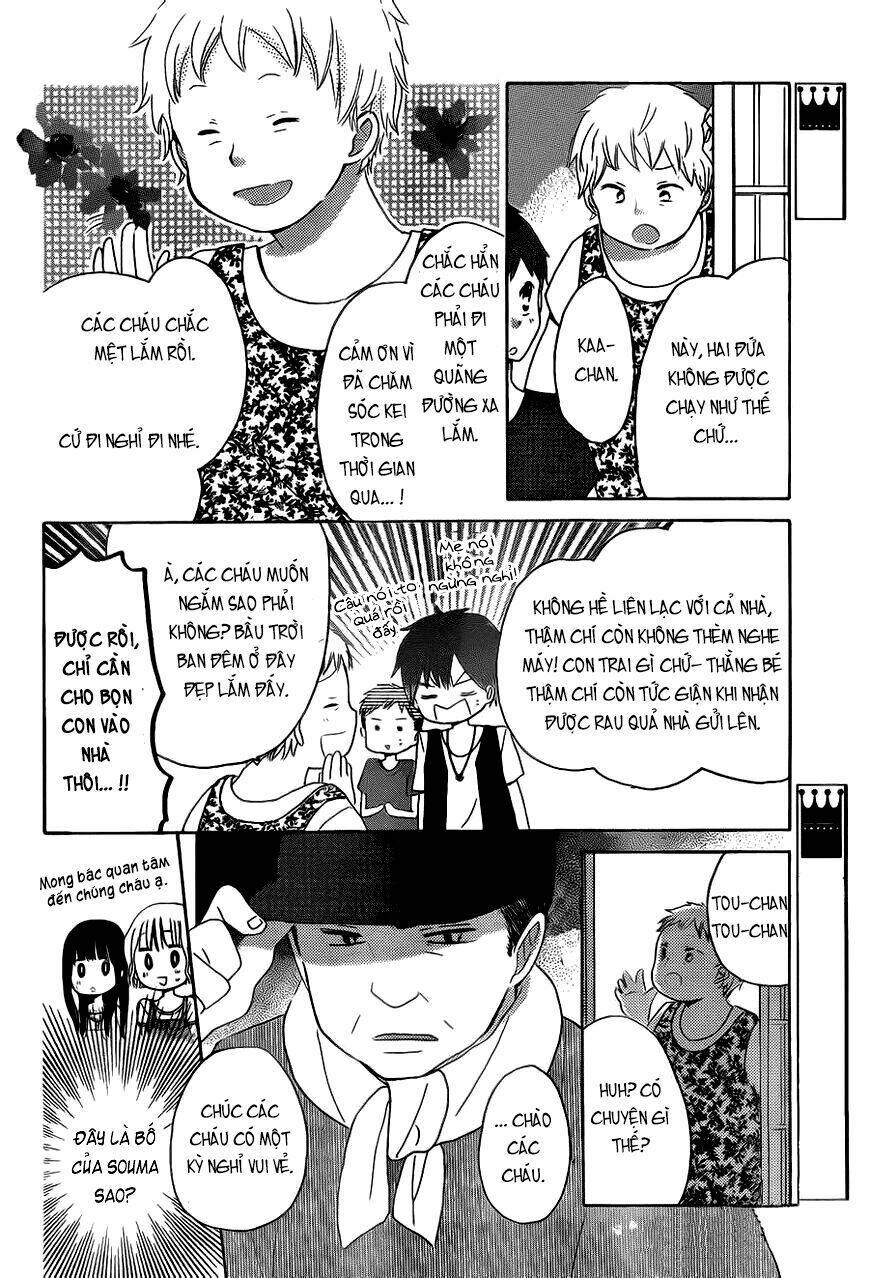 NÀY, HAI ĐỨA
KHÔNG ĐƯỢC
CHẠY NHƯ THẾ
CHỨ...
KAA-
CHAN.
CHẮC HẲN
CÁC CHÁU
PHẢI ĐI
MỘT
QUÃNG
ĐƯỜNG XA
LẮM.
CẢM ƠN VÌ
ĐÃ CHĂM
SÓC KEI
TRONG
THỜI GIAN
QUA... !
CÁC CHÁU CHẮC
MỆT LẮM RỒI.
CỨ ĐI NGHỈ ĐI NHÉ.
KHÔNG HỀ LIÊN LẠC VỚI CẢ NHÀ,
THẬM CHÍ CÒN KHÔNG THÈM NGHE
MÁY! CON TRAI GÌ CHỨ- THẰNG BÉ
THẬM CHÍ CÒN TỨC GIẬN KHI NHẬN
ĐƯỢC RAU QUẢ NHÀ GỬI LÊN.
Mẹ nói
không
ngừng nghỉ!
Cậu nói to
quá rồi
đấy
À, CÁC CHÁU MUỐN
NGẮM SAO PHẢI
KHÔNG? BẦU TRỜI
BAN ĐÊM Ở ĐÂY
ĐẸP LẮM ĐẤY.
ĐƯỢC RỒI,
CHỈ CẦN
CHO BỌN
CON VÀO
NHÀ
THÔI... !!
TOU-CHAN
TOU-CHAN
HUH? CÓ
CHUYỆN GÌ
THẾ?
... CHÀO
CÁC
CHÁU.
CHÚC CÁC
CHÁU CÓ MỘT
KỲ NGHỈ VUI VẺ.
Mong bác quan tâm
đến chúng cháu ạ.
ĐÂY LÀ BỐ
CỦA SOUMA
SAO?